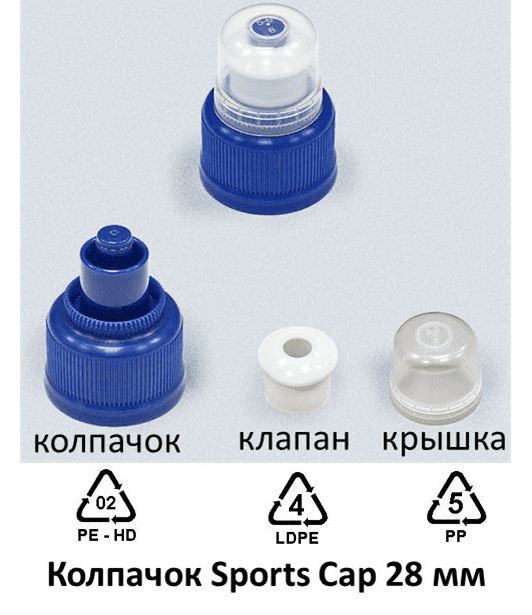 колпачок клапан крышка
02 4 5
PE - HD LDPE PP
Колпачок Sports Cap 28 мм